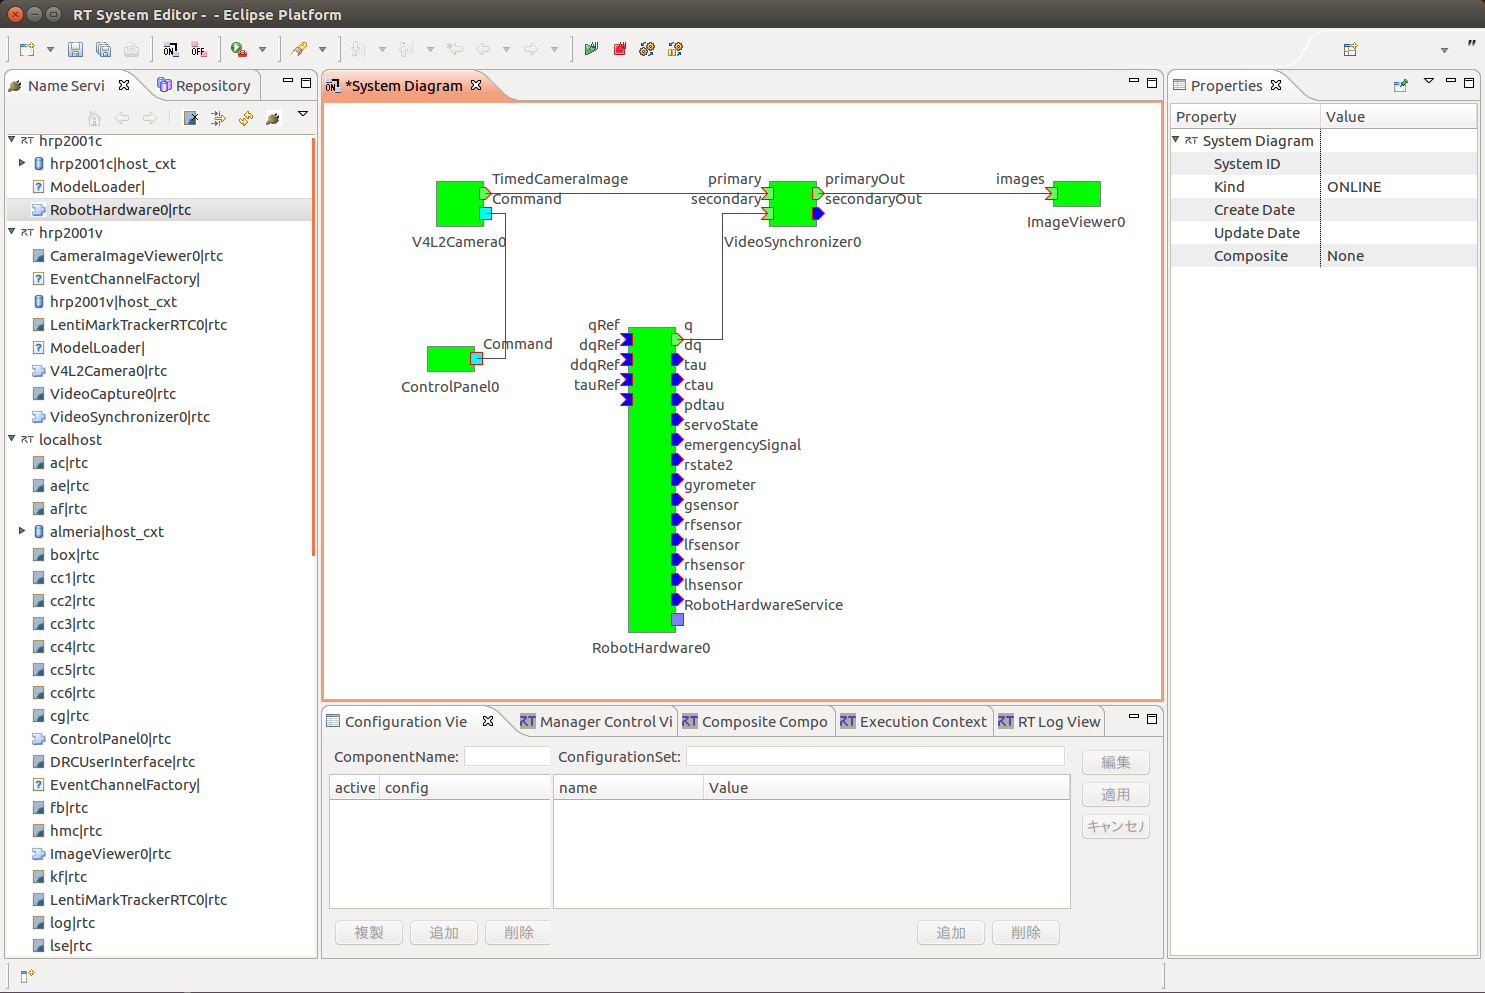 RT System Editor - - Eclipse Platform
Name Servi
Repository
hrp2001c
hrp2001c|host_cxt
ModelLoader|
RobotHardware0|rtc
hrp2001v
CameraImageViewer0|rtc
EventChannelFactory|
hrp2001v|host_cxt
LentiMarkTrackerRTC0|rtc
ModelLoader|
V4L2Camera0|rtc
VideoCapture0|rtc
VideoSynchronizer0|rtc
localhost
ac|rtc
ae|rtc
af|rtc
almeria|host_cxt
box|rtc
cc1|rtc
cc2|rtc
cc3|rtc
cc4|rtc
cc5|rtc
cc6|rtc
cg|rtc
ControlPanel0|rtc
DRCUserInterface|rtc
EventChannelFactory|
fb|rtc
hmc|rtc
ImageViewer0|rtc
kf|rtc
LentiMarkTrackerRTC0|rtc
log|rtc
lse|rtc
*System Diagram
TimedCameraImage
Command
V4L2Camera0
primary
secondary
primaryOut
secondaryOut
VideoSynchronizer0
images
ImageViewer0
Command
ControlPanel0
qRef
dqRef
ddqRef
tauRef
q
dq
tau
ctau
pdtau
servoState
emergencySignal
rstate2
gyrometer
gsensor
rfsensor
lfsensor
rhsensor
lhsensor
RobotHardwareService
RobotHardware0
Configuration Vie
Manager Control Vi
Composite Compo
Execution Context
RT Log View
ComponentName:
ConfigurationSet:
active config
name Value
編集
適用
キャンセル
複製 追加 削除
追加 削除
Properties
Property Value
System Diagram
System ID
Kind ONLINE
Create Date
Update Date
Composite None